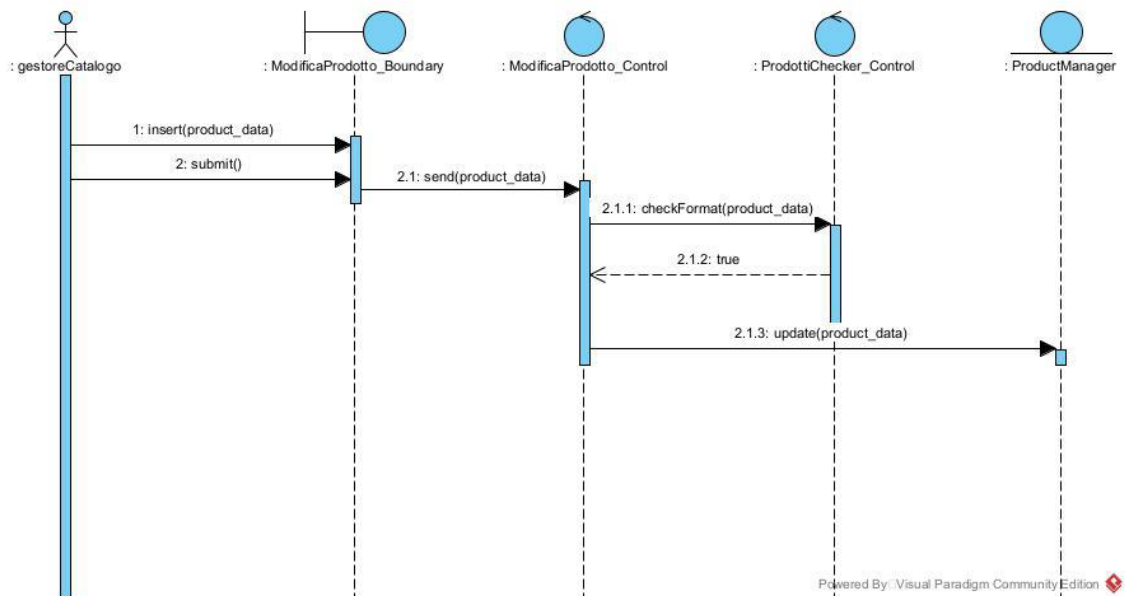 : gestoreCatalogo
: ModificaProdotto_Boundary
: ModificaProdotto_Control
: ProdottiChecker_Control
: ProductManager
1: insert(product_data)
2: submit()
2.1: send(product_data)
2.1.1: checkFormat(product_data)
2.1.2: true
2.1.3: update(product_data)
Powered By Visual Paradigm Community Edition